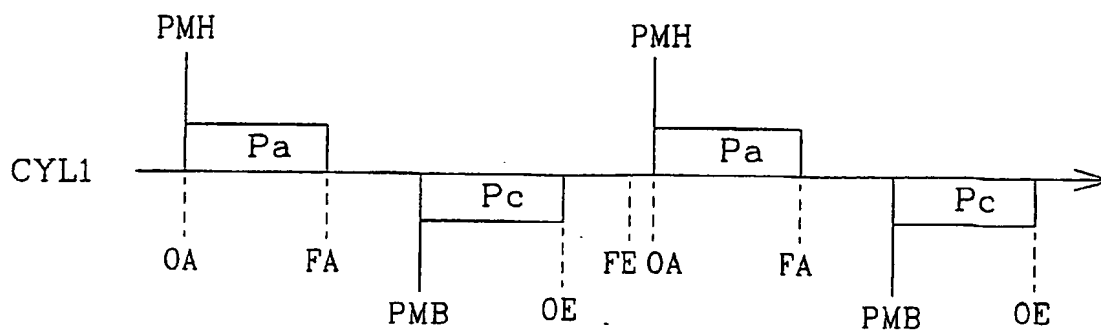 PMH PMH
Pa Pa
CYL1
Pc Pc
OA FA FE OA FA
PMB OE PMB OE